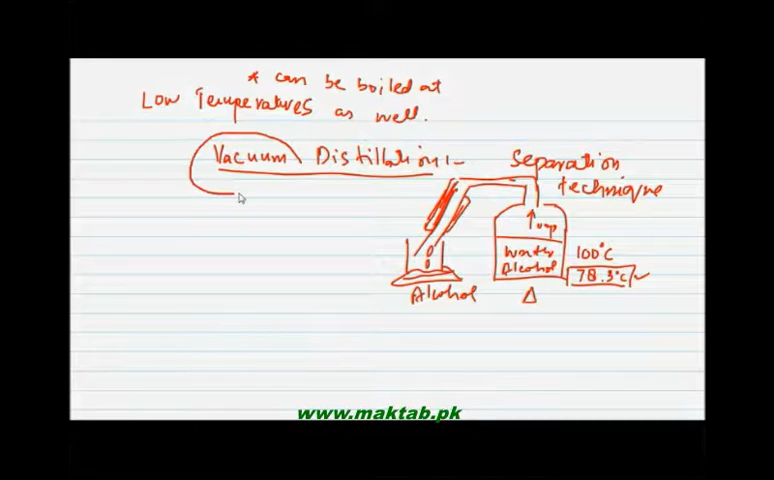 * can be boiled at
Low Temperatures as well.
Vacuum Distillation :-
Separation
technique
vap
Water
Alcohol
100°C
78.3°C
Alcohol
Δ
www.maktab.pk